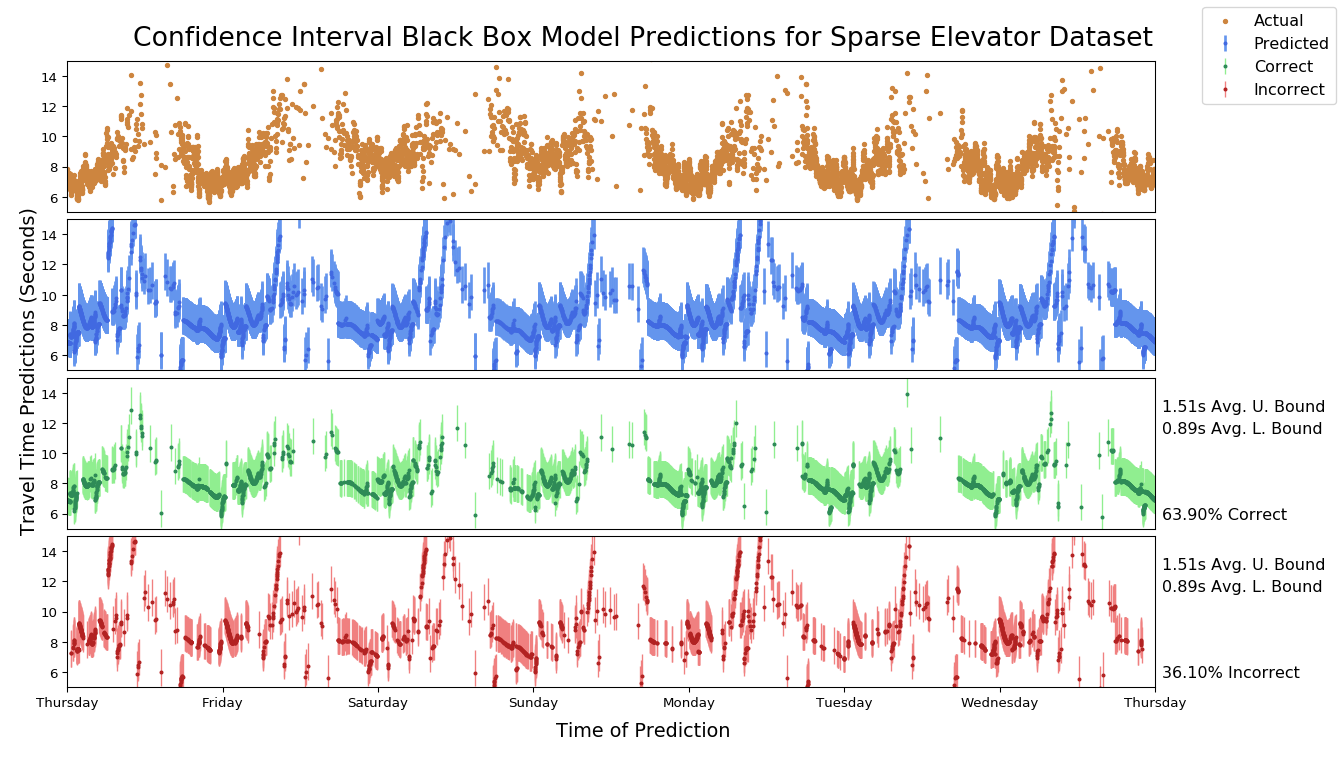 Confidence Interval Black Box Model Predictions for Sparse Elevator Dataset
Actual
Predicted
Correct
Incorrect
Travel Time Predictions (Seconds)
14
12
10
8
6
14
12
10
8
6
14
12
10
8
6
1.51s Avg. U. Bound
0.89s Avg. L. Bound
63.90% Correct
14
12
10
8
6
1.51s Avg. U. Bound
0.89s Avg. L. Bound
36.10% Incorrect
Thursday Friday Saturday Sunday Monday Tuesday Wednesday Thursday
Time of Prediction